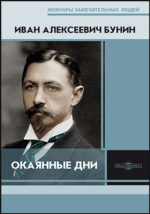 МЕМУАРЫ ЗАМЕЧАТЕЛЬНЫХ ЛЮДЕЙ
ИВАН АЛЕКСЕЕВИЧ БУНИН
ОКАЯННЫЕ ДНИ